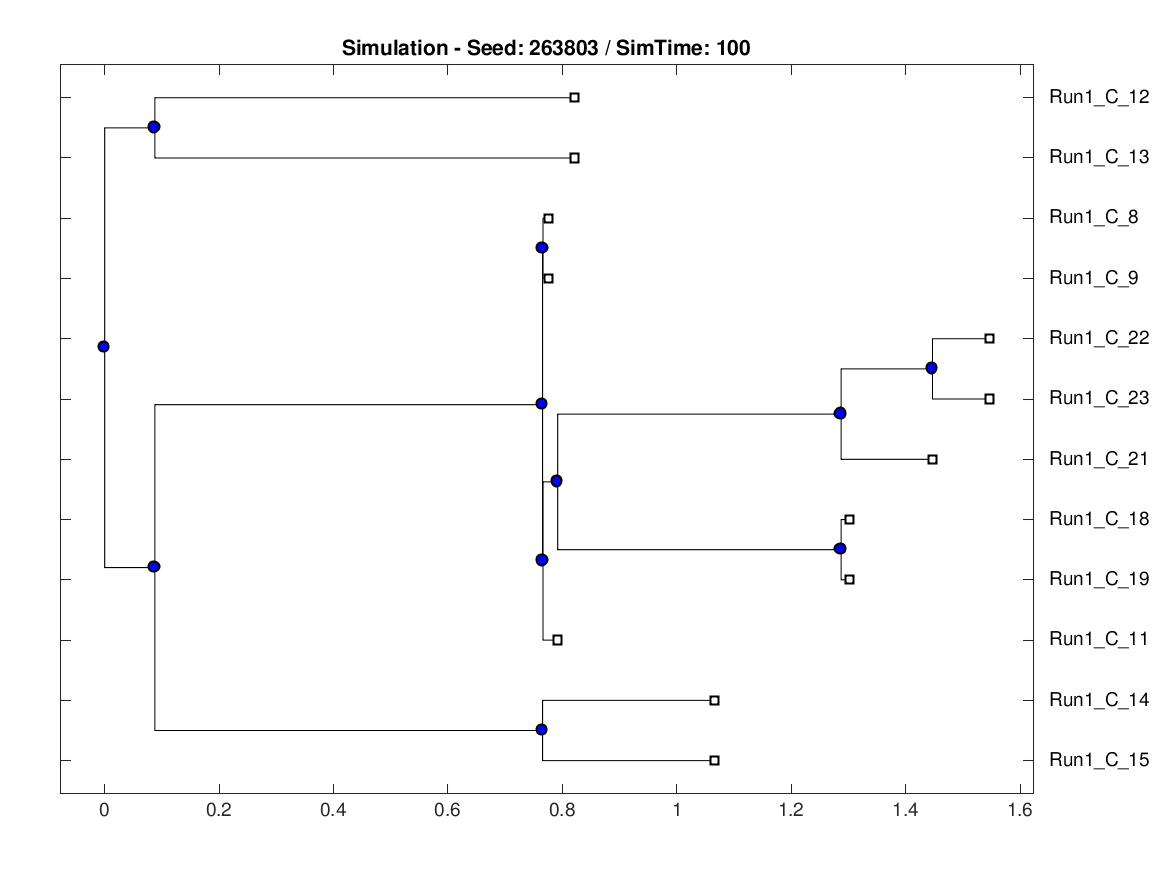 Simulation - Seed: 263803 / SimTime: 100
Run1_C_12
Run1_C_13
Run1_C_8
Run1_C_9
Run1_C_22
Run1_C_23
Run1_C_21
Run1_C_18
Run1_C_19
Run1_C_11
Run1_C_14
Run1_C_15
0 0.2 0.4 0.6 0.8 1 1.2 1.4 1.6